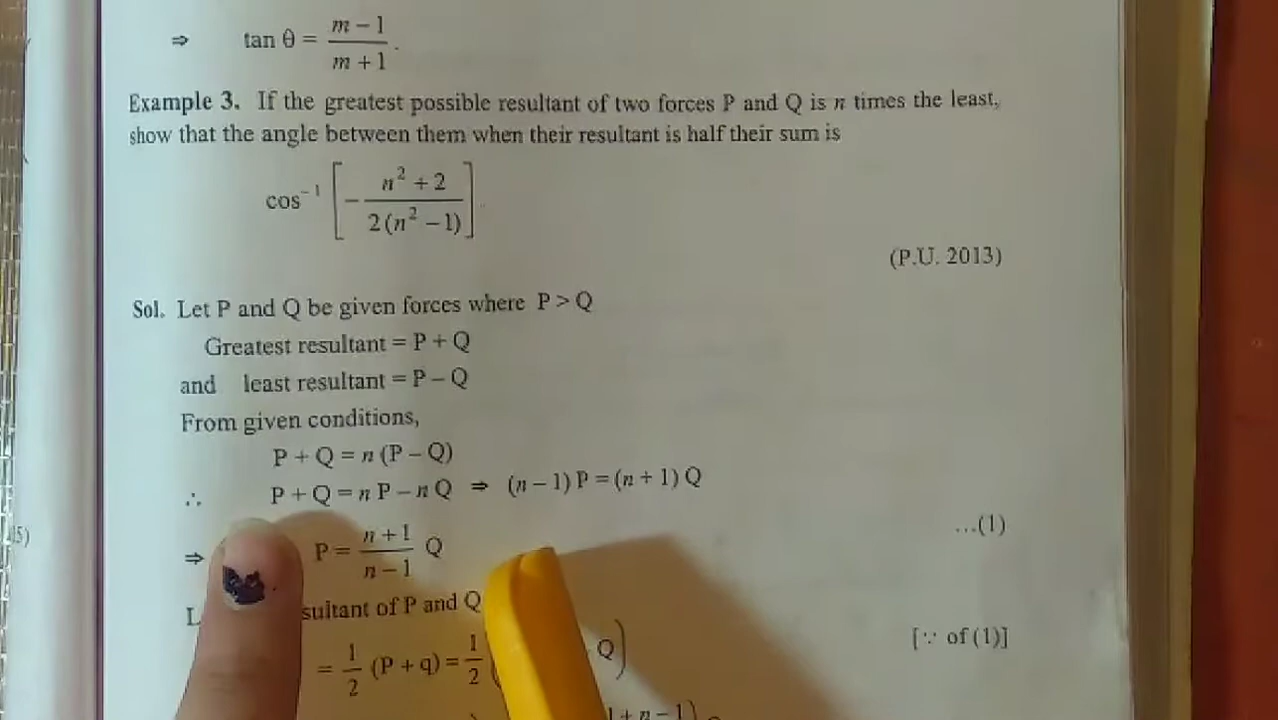 ⇒ tan θ = (m − 1)/(m + 1).
Example 3. If the greatest possible resultant of two forces P and Q is n times the least,
show that the angle between them when their resultant is half their sum is
cos⁻¹ [− (n² + 2)/(2 (n² − 1))].
(P.U. 2013)
Sol. Let P and Q be given forces where P > Q
Greatest resultant = P + Q
and least resultant = P − Q
From given conditions,
P + Q = n (P − Q)
∴ P + Q = n P − n Q ⇒ (n − 1) P = (n + 1) Q
⇒ P = (n + 1)/(n − 1) Q ...(1)
suitant of P and Q
= 1/2 (P + q) = 1/2 ( Q) [∵ of (1)]
1 + n − 1)